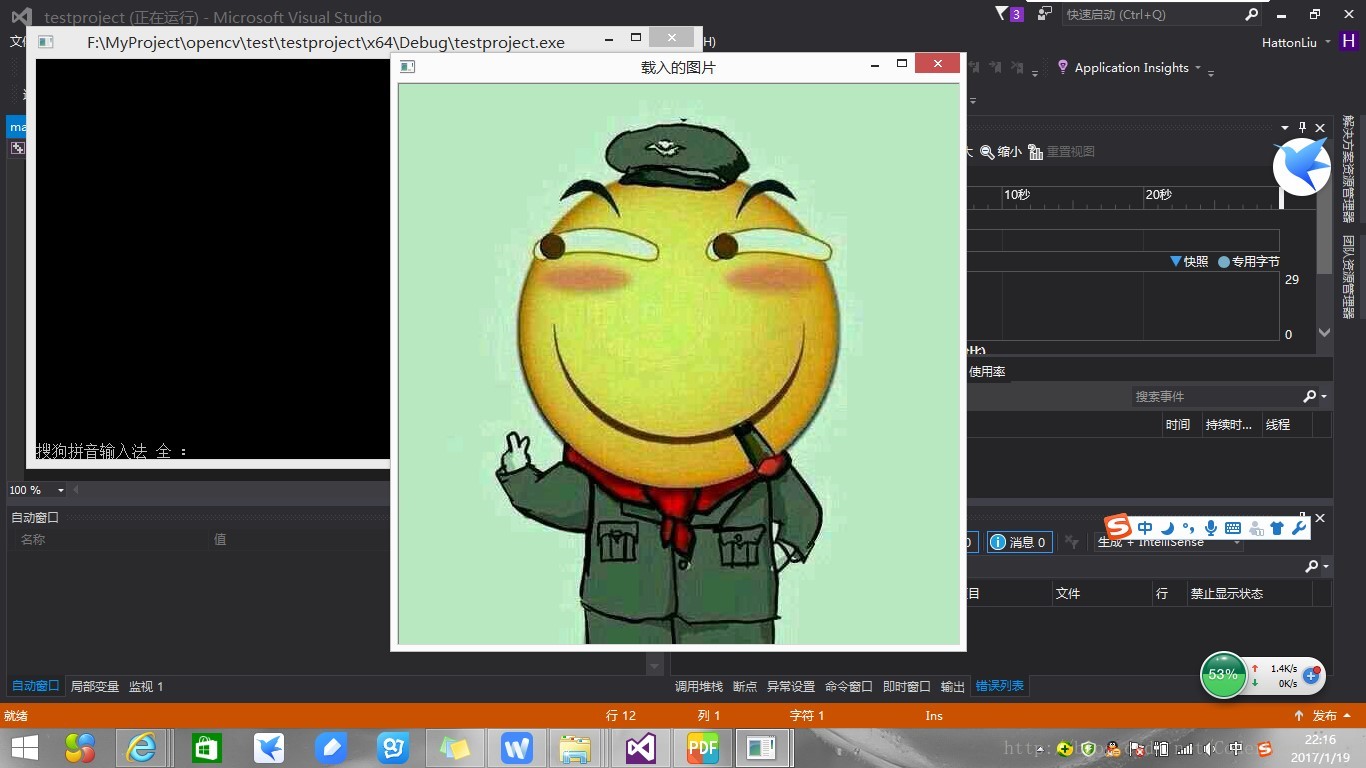 testproject (正在运行) - Microsoft Visual Studio
3
快速启动 (Ctrl+Q)
F:\MyProject\opencv\test\testproject\x64\Debug\testproject.exe
H)
HattonLiu
H
载入的图片
Application Insights
ma
缩小
重置视图
解决方案资源管理器
团队资源管理器
10秒
20秒
快照
专用字节
29
0
使用率
搜索事件
时间
持续时...
线程
搜狗拼音输入法 全 :
100 %
自动窗口
名称
值
中
0
消息 0
生成 + IntelliSense
文件
行
禁止显示状态
53%
1.4K/s
0K/s
自动窗口
局部变量
监视 1
调用堆栈
断点
异常设置
命令窗口
即时窗口
输出
错误列表
就绪
行 12
列 1
字符 1
Ins
发布
W
PDF
中
22:16
2017/1/19